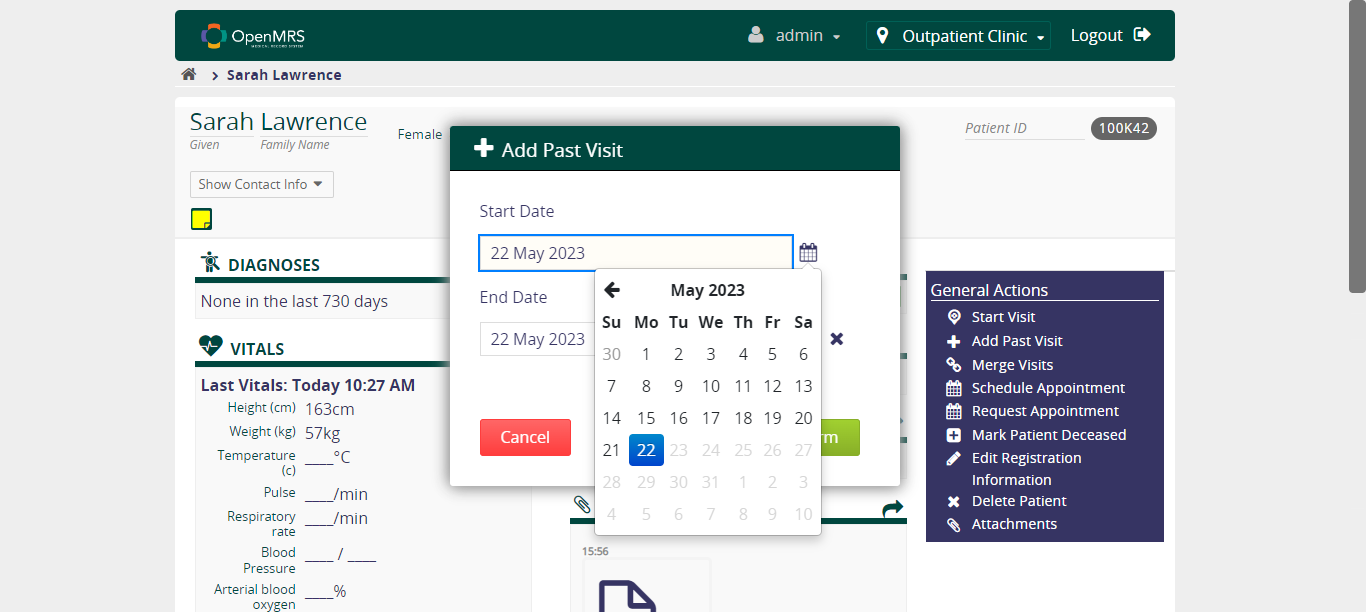 OpenMRS
MEDICAL RECORD SYSTEM
admin
Outpatient Clinic
Logout
Sarah Lawrence
Sarah Lawrence
Given
Family Name
Female
Patient ID
100K42
Show Contact Info
Add Past Visit
Start Date
22 May 2023
End Date
22 May 2023
Cancel
rm
May 2023
Su Mo Tu We Th Fr Sa
30 1 2 3 4 5 6
7 8 9 10 11 12 13
14 15 16 17 18 19 20
21 22 23 24 25 26 27
28 29 30 31 1 2 3
4 5 6 7 8 9 10
DIAGNOSES
None in the last 730 days
VITALS
Last Vitals: Today 10:27 AM
Height (cm) 163cm
Weight (kg) 57kg
Temperature (c) ____°C
Pulse ____/min
Respiratory rate ____/min
Blood Pressure ____ / ____
Arterial blood oxygen ____%
15:56
General Actions
Start Visit
Add Past Visit
Merge Visits
Schedule Appointment
Request Appointment
Mark Patient Deceased
Edit Registration
Information
Delete Patient
Attachments